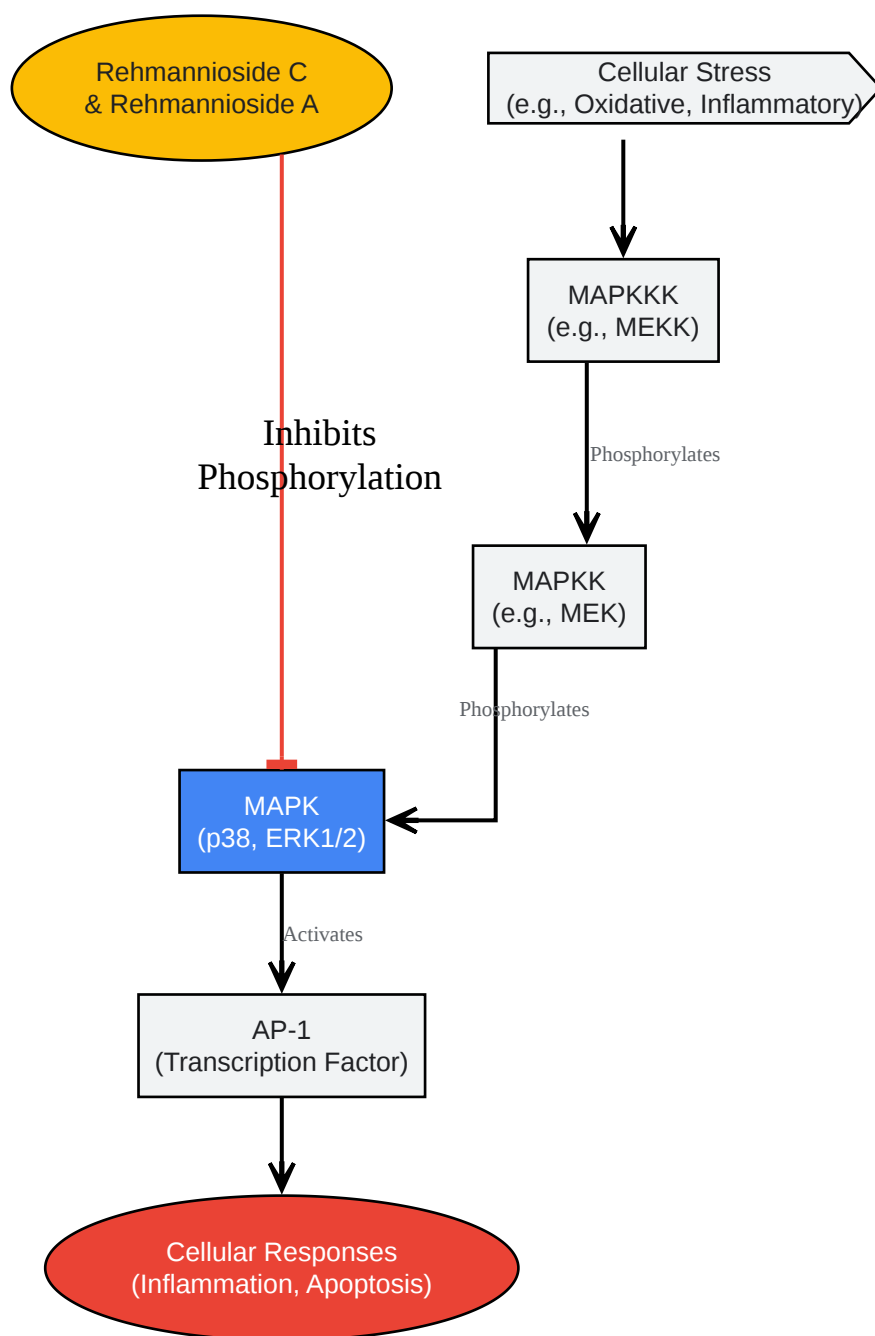 Rehmannioside C
& Rehmannioside A
Cellular Stress
(e.g., Oxidative, Inflammatory)
MAPKKK
(e.g., MEKK)
Inhibits
Phosphorylation
Phosphorylates
MAPKK
(e.g., MEK)
Phosphorylates
MAPK
(p38, ERK1/2)
Activates
AP-1
(Transcription Factor)
Cellular Responses
(Inflammation, Apoptosis)